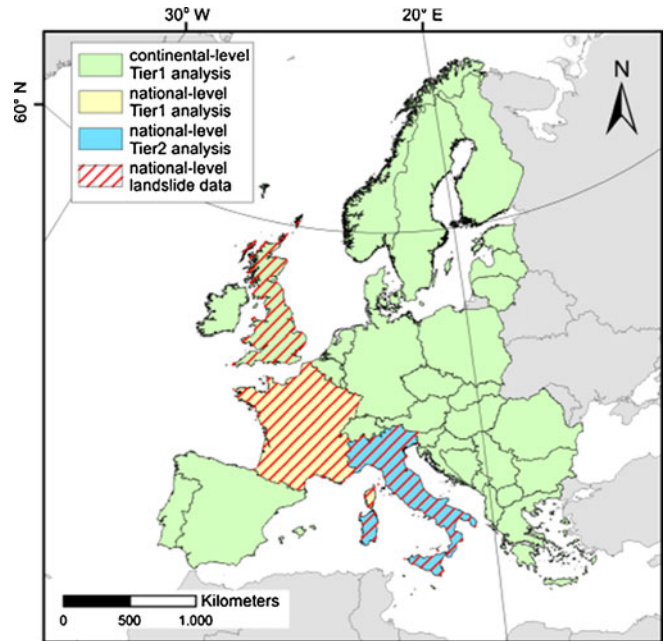 30° W
20° E
60° N
continental-level
Tier1 analysis
national-level
Tier1 analysis
national-level
Tier2 analysis
national-level
landslide data
N
Kilometers
0
500
1.000